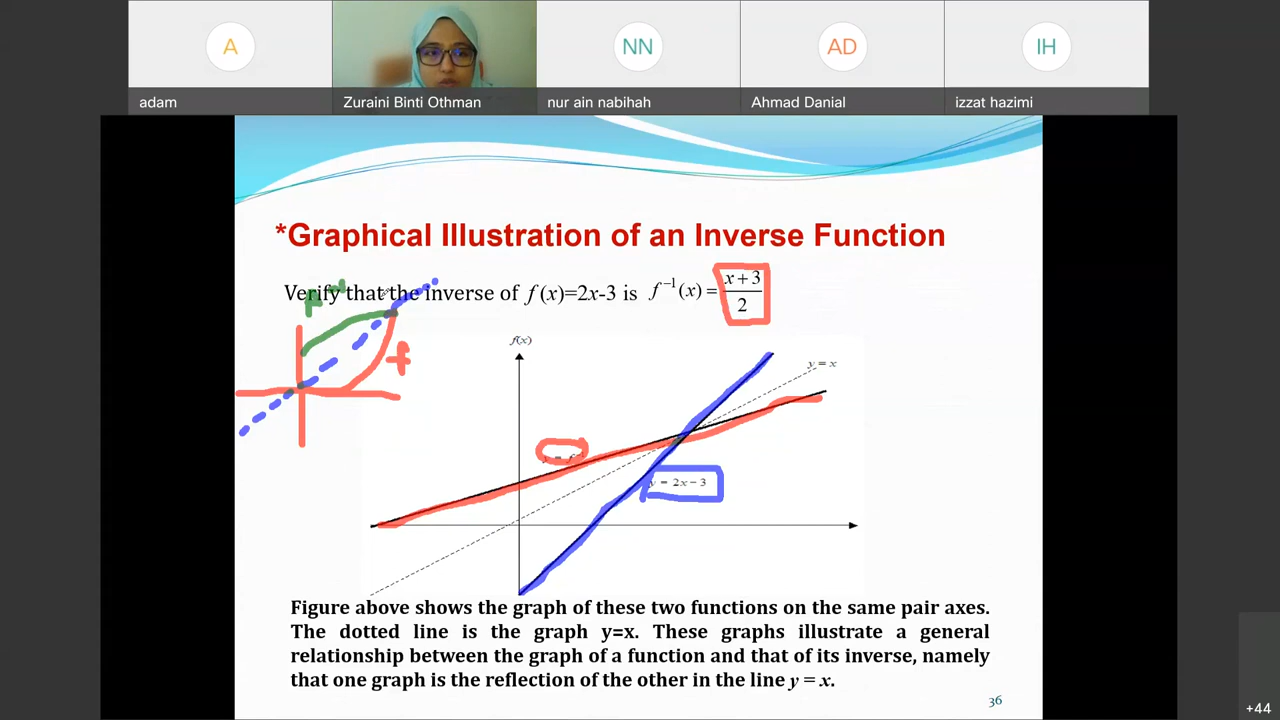 A
NN
AD
IH
adam
Zuraini Binti Othman
nur ain nabihah
Ahmad Danial
izzat hazimi
*Graphical Illustration of an Inverse Function
Verify that the inverse of f(x)=2x-3 is f⁻¹(x) = x+3
2
f(x)
y = x
f
y = f⁻¹
y = 2x - 3
Figure above shows the graph of these two functions on the same pair axes.
The dotted line is the graph y=x. These graphs illustrate a general
relationship between the graph of a function and that of its inverse, namely
that one graph is the reflection of the other in the line y = x.
36
+44